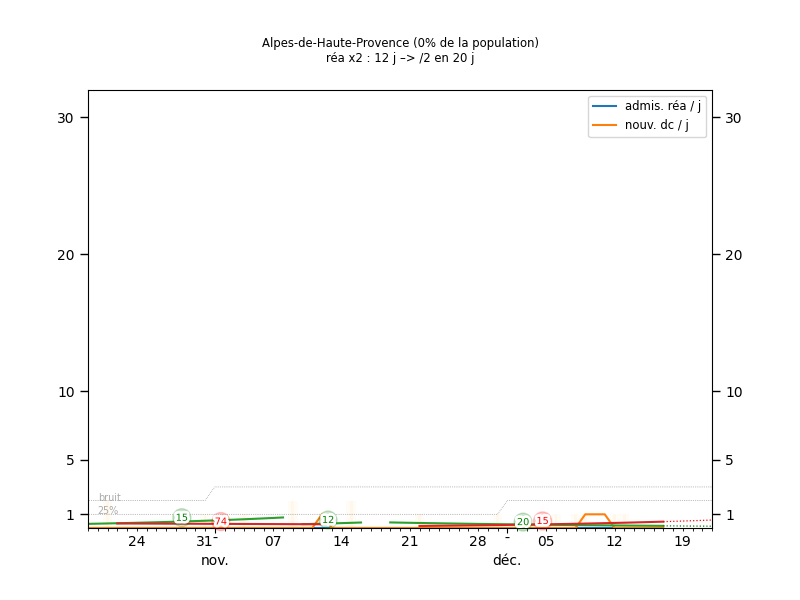 Alpes-de-Haute-Provence (0% de la population)
réa x2 : 12 j –> /2 en 20 j
admis. réa / j
nouv. dc / j
30 30
20 20
10 10
5 5
bruit
25%
1 1
15 74 12 20 15
24 31 07 14 21 28 05 12 19
nov. déc.